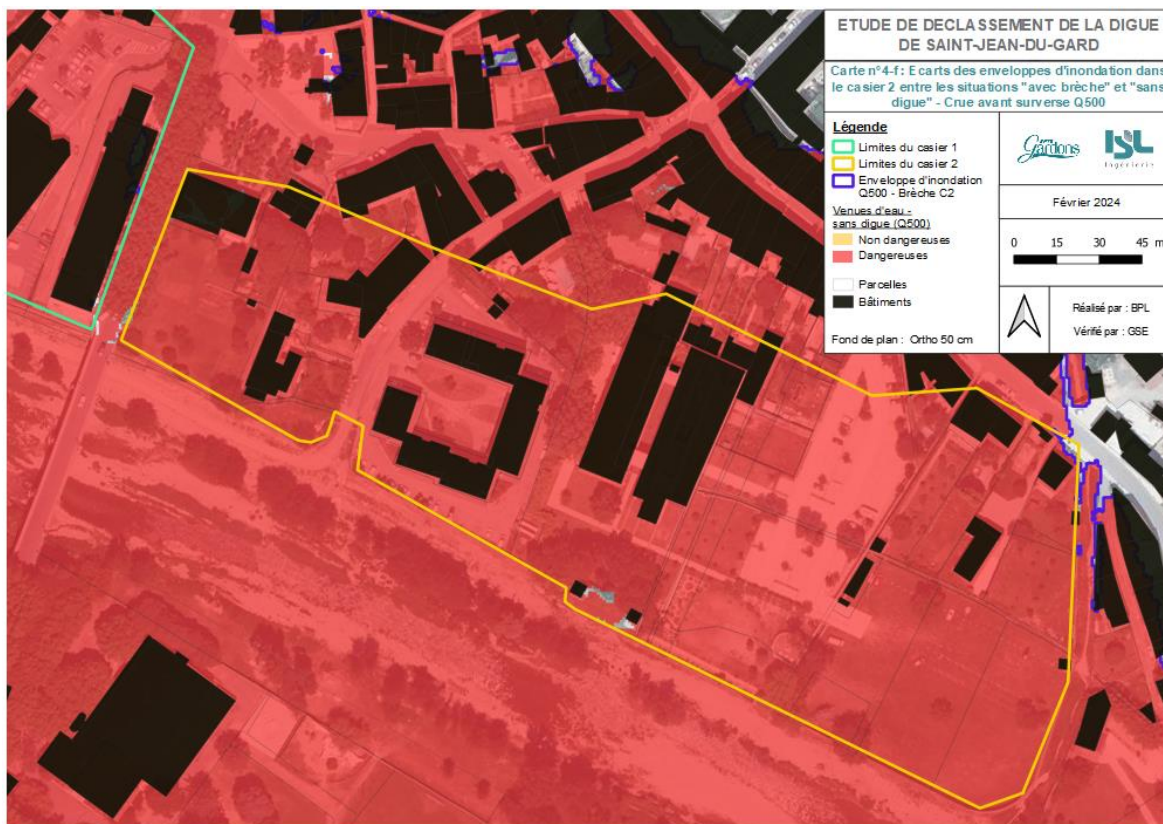 ETUDE DE DECLASSEMENT DE LA DIGUE
DE SAINT-JEAN-DU-GARD
Carte n°4-f : Ecarts des enveloppes d'inondation dans
le casier 2 entre les situations "avec brèche" et "sans
digue" - Crue avant surverse Q500
Légende
Limites du casier 1
Limites du casier 2
Enveloppe d'inondation
Q500 - Brèche C2
Venues d'eau -
sans digue (Q500)
Non dangereuses
Dangereuses
Parcelles
Bâtiments
Fond de plan : Ortho 50 cm
Gardons
ISL
Ingénierie
Février 2024
0 15 30 45 m
Réalisé par : BPL
Vérifié par : GSE